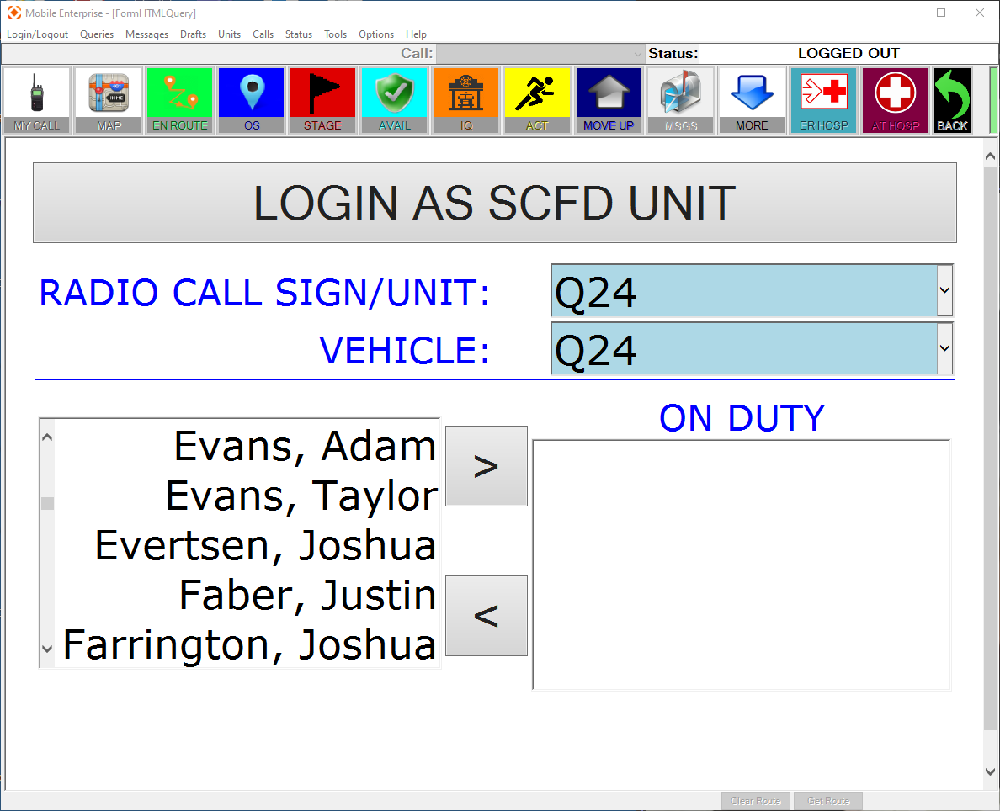 Mobile Enterprise - [FormHTMLQuery]
Login/Logout Queries Messages Drafts Units Calls Status Tools Options Help
Call: Status: LOGGED OUT
401
HOME
MY CALL MAP EN ROUTE OS STAGE AVAIL IQ ACT MOVE UP MSGS MORE ER HOSP AT HOSP BACK
LOGIN AS SCFD UNIT
RADIO CALL SIGN/UNIT: Q24
VEHICLE: Q24
ON DUTY
Evans, Adam
>
Evans, Taylor
Evertsen, Joshua
Faber, Justin
<
Farrington, Joshua
Clear Route Get Route